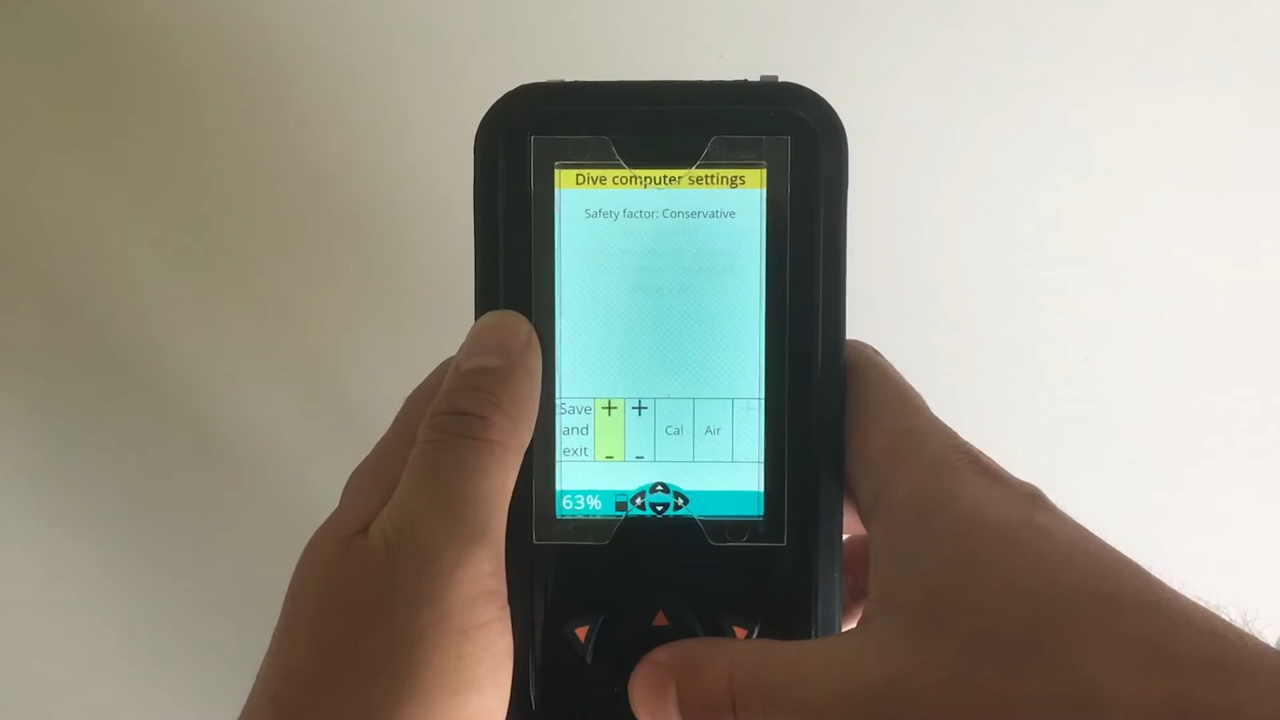 Dive computer settings
Safety factor: Conservative
Save and exit
+
-
+
-
Cal
Air
+
63%